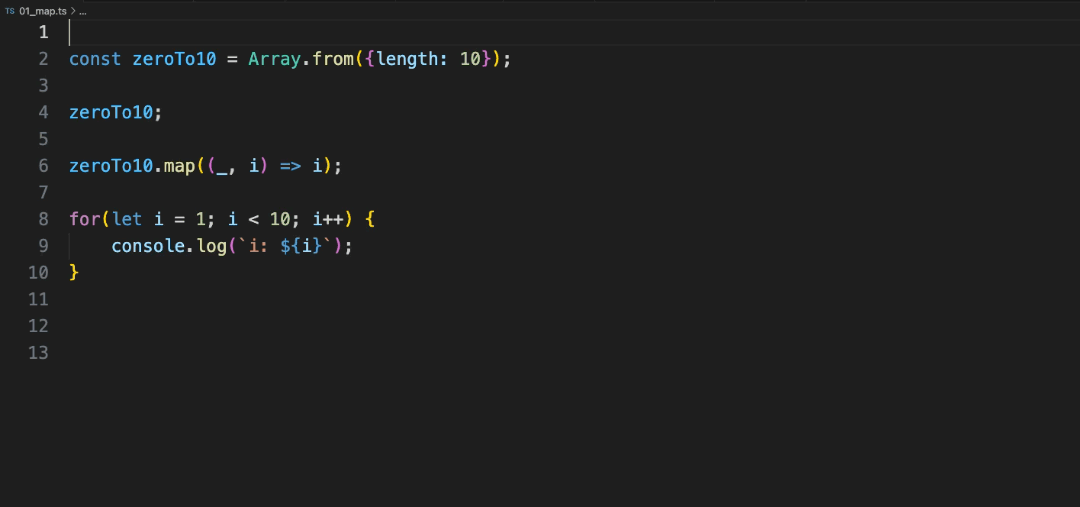 TS 01_map.ts > ...
1
2 const zeroTo10 = Array.from({length: 10});
3
4 zeroTo10;
5
6 zeroTo10.map((_, i) => i);
7
8 for(let i = 1; i < 10; i++) {
9     console.log(`i: ${i}`);
10 }
11
12
13